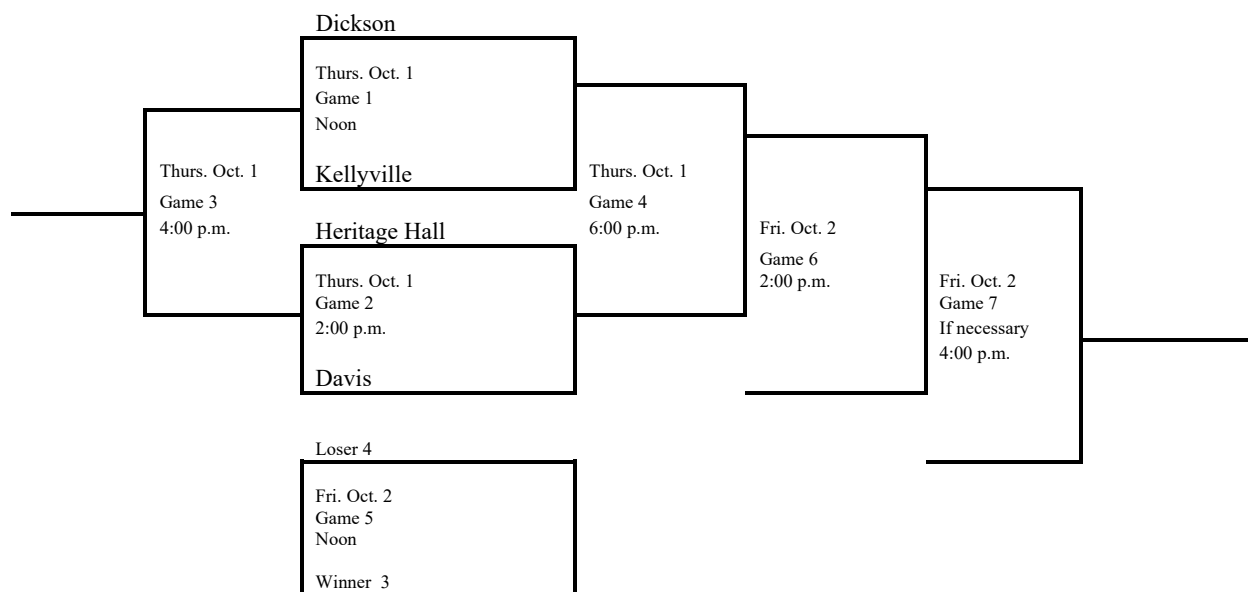 Dickson
Thurs. Oct. 1
Game 1
Noon
Kellyville
Thurs. Oct. 1
Game 3
4:00 p.m.
Thurs. Oct. 1
Game 4
6:00 p.m.
Heritage Hall
Thurs. Oct. 1
Game 2
2:00 p.m.
Davis
Fri. Oct. 2
Game 6
2:00 p.m.
Fri. Oct. 2
Game 7
If necessary
4:00 p.m.
Loser 4
Fri. Oct. 2
Game 5
Noon
Winner  3